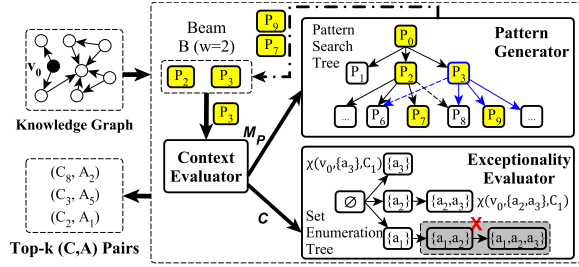 v₀
Knowledge Graph
(C₈, A₂)
(C₃, A₅)
(C₂, A₁)
Top-k (C,A) Pairs
Beam
B (w=2)
P₉
P₇
P₂ P₃
P₃
Context
Evaluator
M_P
C
Pattern
Search
Tree
Pattern
Generator
P₀
P₁ P₂ P₃
... P₆ P₇ P₈ P₉ ...
Exceptionality
Evaluator
χ(v₀,{a₃},C₁) {a₃}
∅ {a₂} {a₂,a₃} χ(v₀,{a₂,a₃},C₁)
X
{a₁} {a₁,a₂} {a₁,a₂,a₃}
Set
Enumeration
Tree